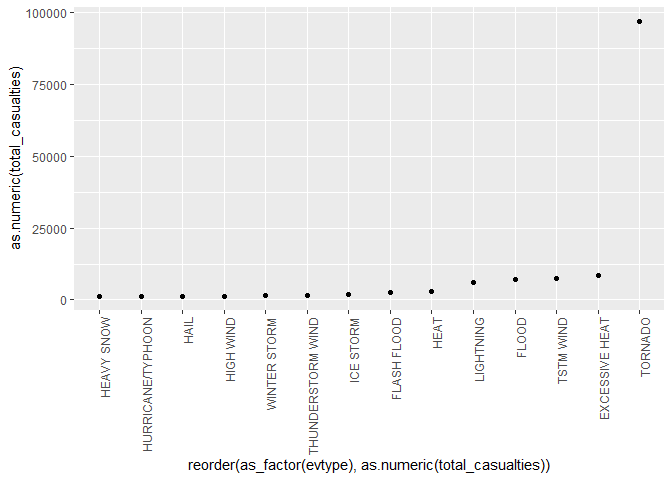 100000
75000
50000
25000
0
as.numeric(total_casualties)
HEAVY SNOW
HURRICANE/TYPHOON
HAIL
HIGH WIND
WINTER STORM
THUNDERSTORM WIND
ICE STORM
FLASH FLOOD
HEAT
LIGHTNING
FLOOD
TSTM WIND
EXCESSIVE HEAT
TORNADO
reorder(as_factor(evtype), as.numeric(total_casualties))